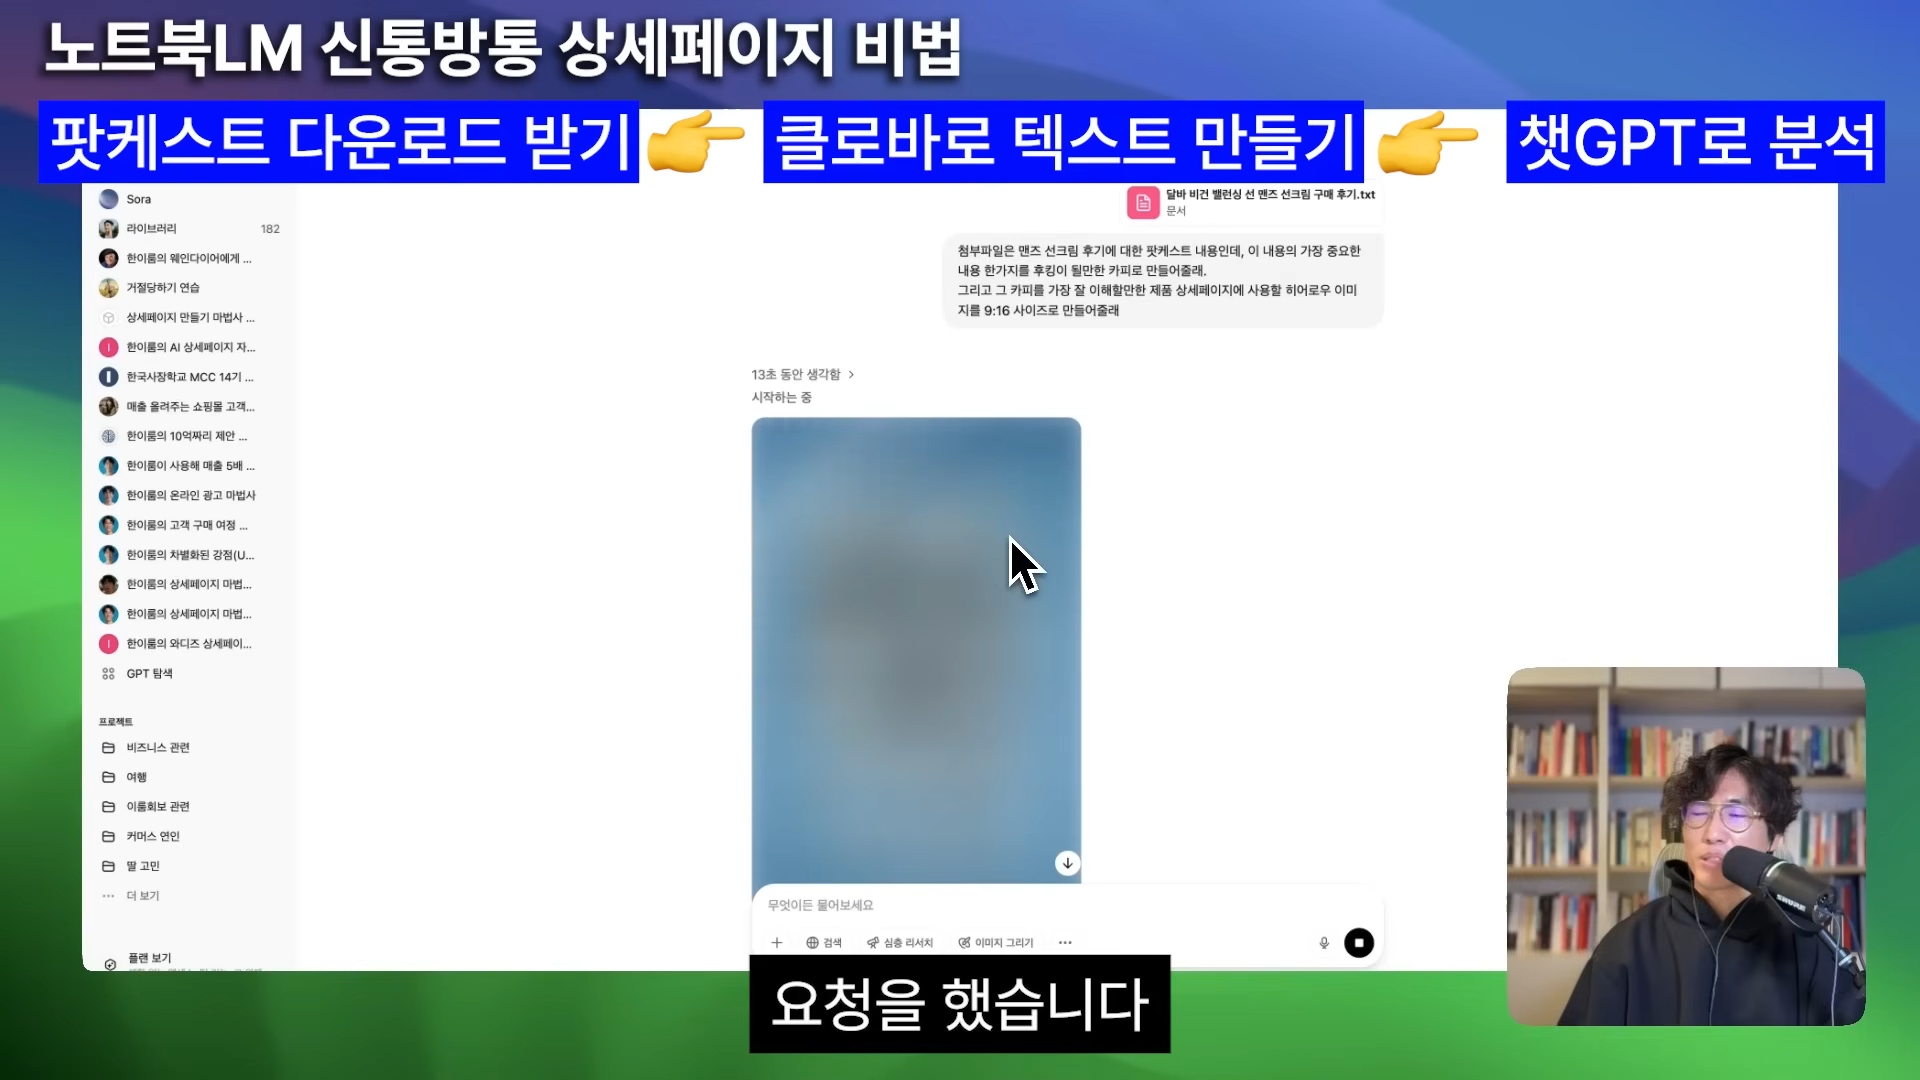 노트북LM 신통방통 상세페이지 비법
팟케스트 다운로드 받기 👉 클로바로 텍스트 만들기 👉 챗GPT로 분석
Sora
라이브러리 182
한이룸의 웨인다이어에게 ...
거절당하기 연습
상세페이지 만들기 마법사 ...
한이룸의 AI 상세페이지 자...
한국사장학교 MCC 14기 ...
매출 올려주는 쇼핑몰 고객...
한이룸의 10억짜리 제안 ...
한이룸이 사용해 매출 5배 ...
한이룸의 온라인 광고 마법사
한이룸의 고객 구매 여정 ...
한이룸의 차별화된 강점(U...
한이룸의 상세페이지 마법...
한이룸의 상세페이지 마법...
한이룸의 와디즈 상세페이...
GPT 탐색
프로젝트
비즈니스 관련
여행
이룸회보 관련
커머스 연인
딸 고민
더 보기
플랜 보기
달바 비건 밸런싱 선 맨즈 선크림 구매 후기.txt
문서
첨부파일은 맨즈 선크림 후기에 대한 팟케스트 내용인데, 이 내용의 가장 중요한
내용 한가지를 후킹이 될만한 카피로 만들어줄래.
그리고 그 카피를 가장 잘 이해할만한 제품 상세페이지에 사용할 히어로우 이미
지를 9:16 사이즈로 만들어줄래
13초 동안 생각함
시작하는 중
무엇이든 물어보세요
검색 심층 리서치 이미지 그리기
요청을 했습니다
SHURE